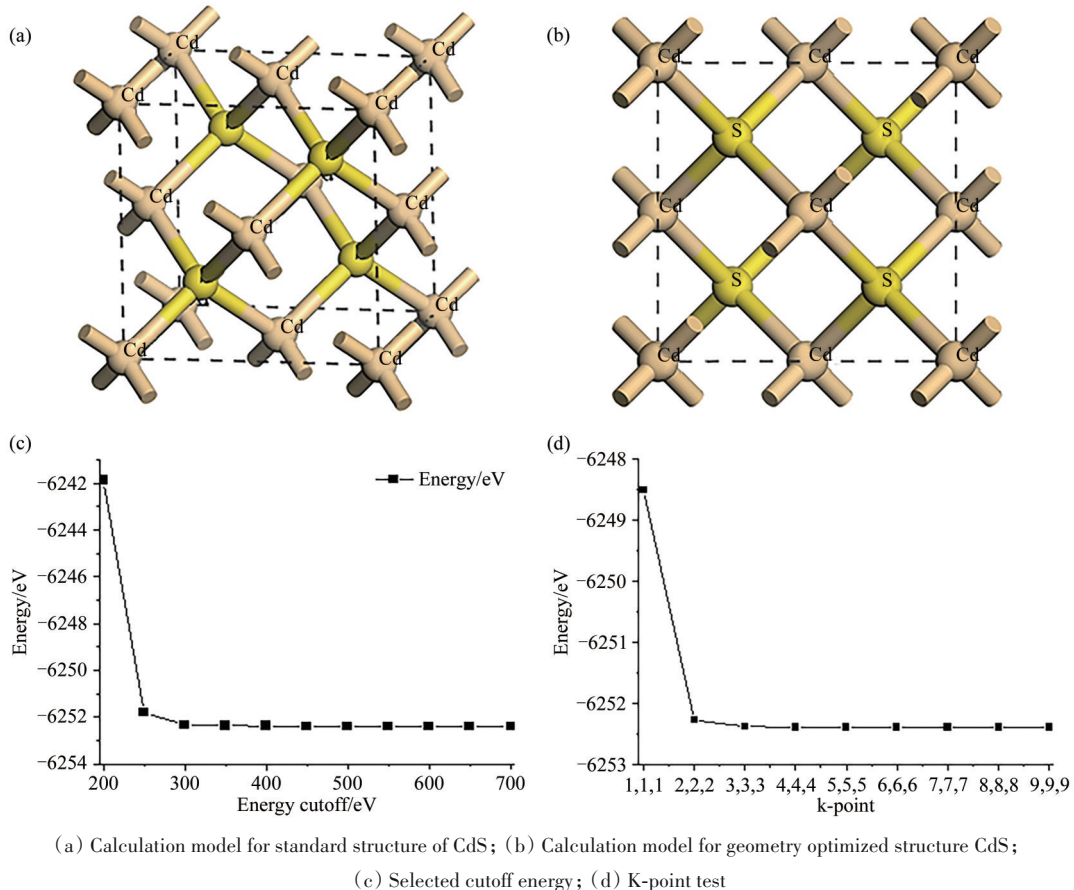 (a)
Cd
Cd
Cd
Cd
Cd
Cd
Cd
Cd
Cd
Cd
Cd
Cd
(b)
Cd Cd Cd
S S
Cd Cd Cd
S S
Cd Cd Cd
(c)
Energy/eV
−6242
−6244
−6246
−6248
−6250
−6252
−6254
200 300 400 500 600 700
Energy cutoff/eV
Energy/eV
(d)
−6248
−6249
−6250
−6251
−6252
−6253
1,1,1 2,2,2 3,3,3 4,4,4 5,5,5 6,6,6 7,7,7 8,8,8 9,9,9
k-point
Energy/eV
(a) Calculation model for standard structure of CdS; (b) Calculation model for geometry optimized structure CdS;
(c) Selected cutoff energy; (d) K-point test